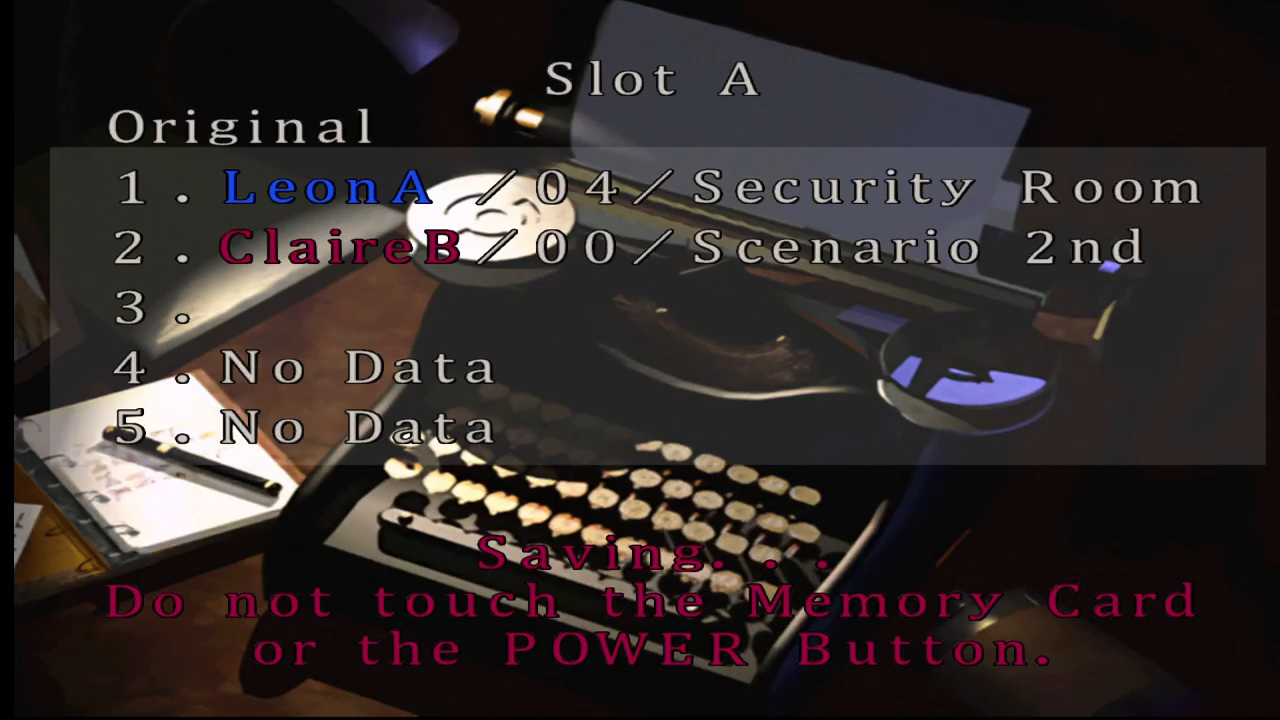 Slot A
Original
1. LeonA /04/Security Room
2. ClaireB/00/Scenario 2nd
3.
4. No Data
5. No Data
Saving...
Do not touch the Memory Card
or the POWER Button.